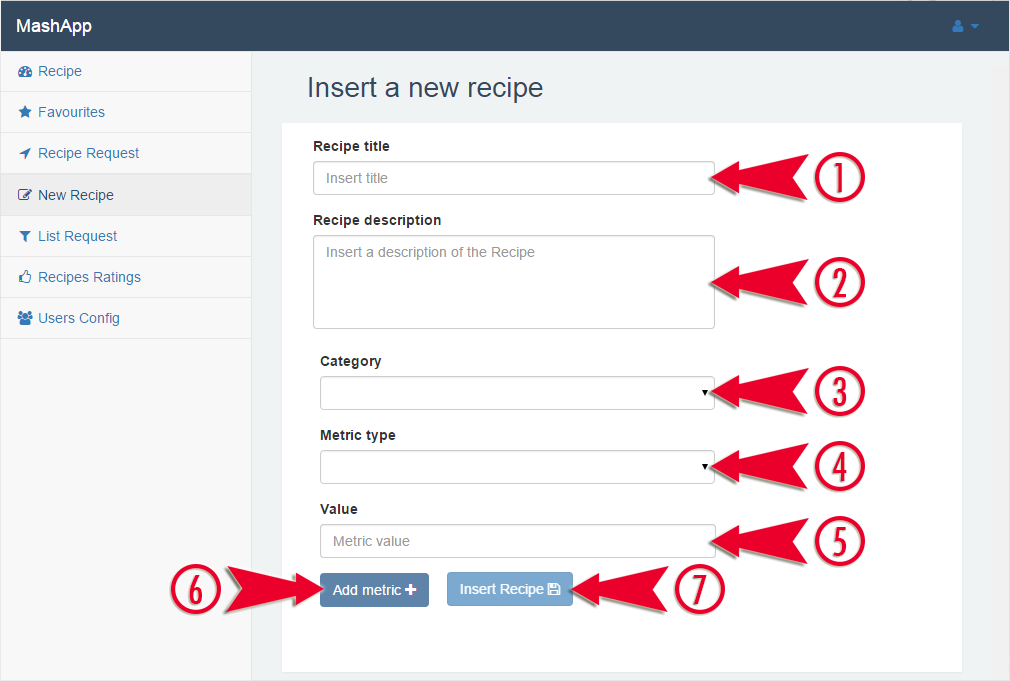 MashApp
Recipe
Favourites
Recipe Request
New Recipe
List Request
Recipes Ratings
Users Config
Insert a new recipe
Recipe title
Insert title
1
Recipe description
Insert a description of the Recipe
2
Category
3
Metric type
4
Value
Metric value
5
6
Add metric
Insert Recipe
7